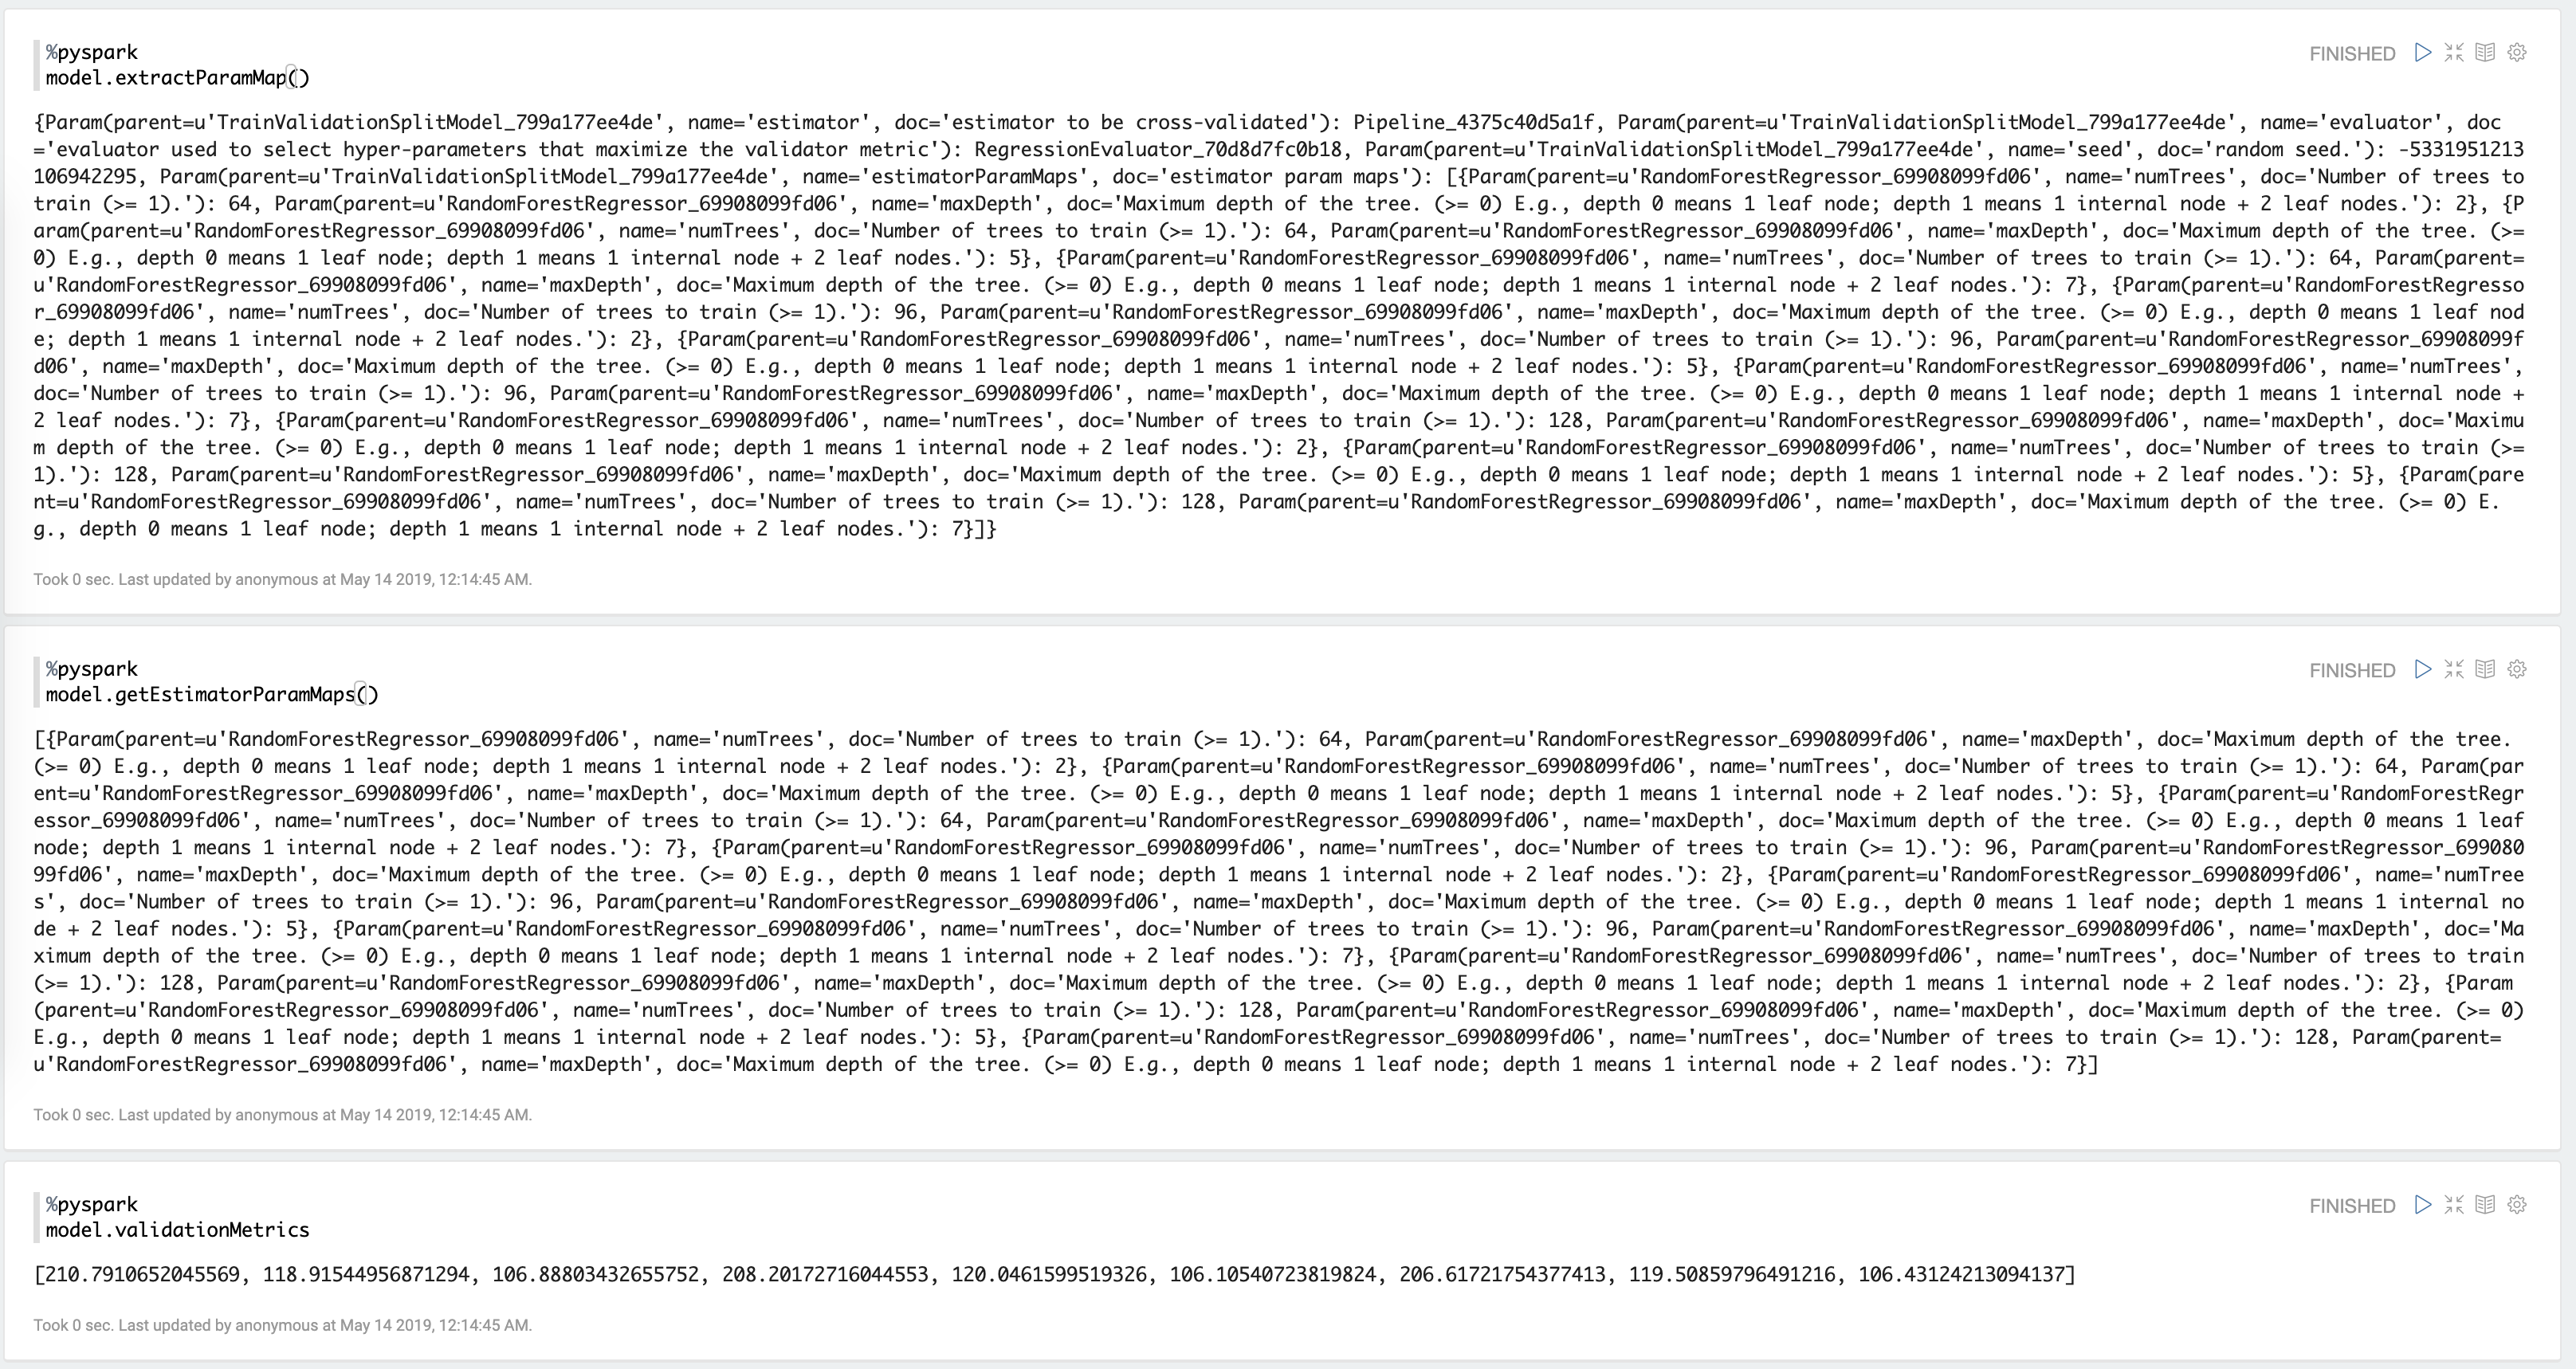 %pyspark
FINISHED
model.extractParamMap()
{Param(parent=u'TrainValidationSplitModel_799a177ee4de', name='estimator', doc='estimator to be cross-validated'): Pipeline_4375c40d5a1f, Param(parent=u'TrainValidationSplitModel_799a177ee4de', name='evaluator', doc
='evaluator used to select hyper-parameters that maximize the validator metric'): RegressionEvaluator_70d8d7fc0b18, Param(parent=u'TrainValidationSplitModel_799a177ee4de', name='seed', doc='random seed.'): -5331951213
106942295, Param(parent=u'TrainValidationSplitModel_799a177ee4de', name='estimatorParamMaps', doc='estimator param maps'): [{Param(parent=u'RandomForestRegressor_69908099fd06', name='numTrees', doc='Number of trees to
train (>= 1).'): 64, Param(parent=u'RandomForestRegressor_69908099fd06', name='maxDepth', doc='Maximum depth of the tree. (>= 0) E.g., depth 0 means 1 leaf node; depth 1 means 1 internal node + 2 leaf nodes.'): 2}, {P
aram(parent=u'RandomForestRegressor_69908099fd06', name='numTrees', doc='Number of trees to train (>= 1).'): 64, Param(parent=u'RandomForestRegressor_69908099fd06', name='maxDepth', doc='Maximum depth of the tree. (>=
0) E.g., depth 0 means 1 leaf node; depth 1 means 1 internal node + 2 leaf nodes.'): 5}, {Param(parent=u'RandomForestRegressor_69908099fd06', name='numTrees', doc='Number of trees to train (>= 1).'): 64, Param(parent=
u'RandomForestRegressor_69908099fd06', name='maxDepth', doc='Maximum depth of the tree. (>= 0) E.g., depth 0 means 1 leaf node; depth 1 means 1 internal node + 2 leaf nodes.'): 7}, {Param(parent=u'RandomForestRegresso
r_69908099fd06', name='numTrees', doc='Number of trees to train (>= 1).'): 96, Param(parent=u'RandomForestRegressor_69908099fd06', name='maxDepth', doc='Maximum depth of the tree. (>= 0) E.g., depth 0 means 1 leaf nod
e; depth 1 means 1 internal node + 2 leaf nodes.'): 2}, {Param(parent=u'RandomForestRegressor_69908099fd06', name='numTrees', doc='Number of trees to train (>= 1).'): 96, Param(parent=u'RandomForestRegressor_69908099f
d06', name='maxDepth', doc='Maximum depth of the tree. (>= 0) E.g., depth 0 means 1 leaf node; depth 1 means 1 internal node + 2 leaf nodes.'): 5}, {Param(parent=u'RandomForestRegressor_69908099fd06', name='numTrees',
doc='Number of trees to train (>= 1).'): 96, Param(parent=u'RandomForestRegressor_69908099fd06', name='maxDepth', doc='Maximum depth of the tree. (>= 0) E.g., depth 0 means 1 leaf node; depth 1 means 1 internal node +
2 leaf nodes.'): 7}, {Param(parent=u'RandomForestRegressor_69908099fd06', name='numTrees', doc='Number of trees to train (>= 1).'): 128, Param(parent=u'RandomForestRegressor_69908099fd06', name='maxDepth', doc='Maximu
m depth of the tree. (>= 0) E.g., depth 0 means 1 leaf node; depth 1 means 1 internal node + 2 leaf nodes.'): 2}, {Param(parent=u'RandomForestRegressor_69908099fd06', name='numTrees', doc='Number of trees to train (>=
1).'): 128, Param(parent=u'RandomForestRegressor_69908099fd06', name='maxDepth', doc='Maximum depth of the tree. (>= 0) E.g., depth 0 means 1 leaf node; depth 1 means 1 internal node + 2 leaf nodes.'): 5}, {Param(pare
nt=u'RandomForestRegressor_69908099fd06', name='numTrees', doc='Number of trees to train (>= 1).'): 128, Param(parent=u'RandomForestRegressor_69908099fd06', name='maxDepth', doc='Maximum depth of the tree. (>= 0) E.
g., depth 0 means 1 leaf node; depth 1 means 1 internal node + 2 leaf nodes.'): 7}]}
Took 0 sec. Last updated by anonymous at May 14 2019, 12:14:45 AM.
%pyspark
FINISHED
model.getEstimatorParamMaps()
[{Param(parent=u'RandomForestRegressor_69908099fd06', name='numTrees', doc='Number of trees to train (>= 1).'): 64, Param(parent=u'RandomForestRegressor_69908099fd06', name='maxDepth', doc='Maximum depth of the tree.
(>= 0) E.g., depth 0 means 1 leaf node; depth 1 means 1 internal node + 2 leaf nodes.'): 2}, {Param(parent=u'RandomForestRegressor_69908099fd06', name='numTrees', doc='Number of trees to train (>= 1).'): 64, Param(par
ent=u'RandomForestRegressor_69908099fd06', name='maxDepth', doc='Maximum depth of the tree. (>= 0) E.g., depth 0 means 1 leaf node; depth 1 means 1 internal node + 2 leaf nodes.'): 5}, {Param(parent=u'RandomForestRegr
essor_69908099fd06', name='numTrees', doc='Number of trees to train (>= 1).'): 64, Param(parent=u'RandomForestRegressor_69908099fd06', name='maxDepth', doc='Maximum depth of the tree. (>= 0) E.g., depth 0 means 1 leaf
node; depth 1 means 1 internal node + 2 leaf nodes.'): 7}, {Param(parent=u'RandomForestRegressor_69908099fd06', name='numTrees', doc='Number of trees to train (>= 1).'): 96, Param(parent=u'RandomForestRegressor_699080
99fd06', name='maxDepth', doc='Maximum depth of the tree. (>= 0) E.g., depth 0 means 1 leaf node; depth 1 means 1 internal node + 2 leaf nodes.'): 2}, {Param(parent=u'RandomForestRegressor_69908099fd06', name='numTree
s', doc='Number of trees to train (>= 1).'): 96, Param(parent=u'RandomForestRegressor_69908099fd06', name='maxDepth', doc='Maximum depth of the tree. (>= 0) E.g., depth 0 means 1 leaf node; depth 1 means 1 internal no
de + 2 leaf nodes.'): 5}, {Param(parent=u'RandomForestRegressor_69908099fd06', name='numTrees', doc='Number of trees to train (>= 1).'): 96, Param(parent=u'RandomForestRegressor_69908099fd06', name='maxDepth', doc='Ma
ximum depth of the tree. (>= 0) E.g., depth 0 means 1 leaf node; depth 1 means 1 internal node + 2 leaf nodes.'): 7}, {Param(parent=u'RandomForestRegressor_69908099fd06', name='numTrees', doc='Number of trees to train
(>= 1).'): 128, Param(parent=u'RandomForestRegressor_69908099fd06', name='maxDepth', doc='Maximum depth of the tree. (>= 0) E.g., depth 0 means 1 leaf node; depth 1 means 1 internal node + 2 leaf nodes.'): 2}, {Param
(parent=u'RandomForestRegressor_69908099fd06', name='numTrees', doc='Number of trees to train (>= 1).'): 128, Param(parent=u'RandomForestRegressor_69908099fd06', name='maxDepth', doc='Maximum depth of the tree. (>= 0)
E.g., depth 0 means 1 leaf node; depth 1 means 1 internal node + 2 leaf nodes.'): 5}, {Param(parent=u'RandomForestRegressor_69908099fd06', name='numTrees', doc='Number of trees to train (>= 1).'): 128, Param(parent=
u'RandomForestRegressor_69908099fd06', name='maxDepth', doc='Maximum depth of the tree. (>= 0) E.g., depth 0 means 1 leaf node; depth 1 means 1 internal node + 2 leaf nodes.'): 7}]
Took 0 sec. Last updated by anonymous at May 14 2019, 12:14:45 AM.
%pyspark
FINISHED
model.validationMetrics
[210.7910652045569, 118.91544956871294, 106.88803432655752, 208.20172716044553, 120.0461599519326, 106.10540723819824, 206.61721754377413, 119.50859796491216, 106.43124213094137]
Took 0 sec. Last updated by anonymous at May 14 2019, 12:14:45 AM.